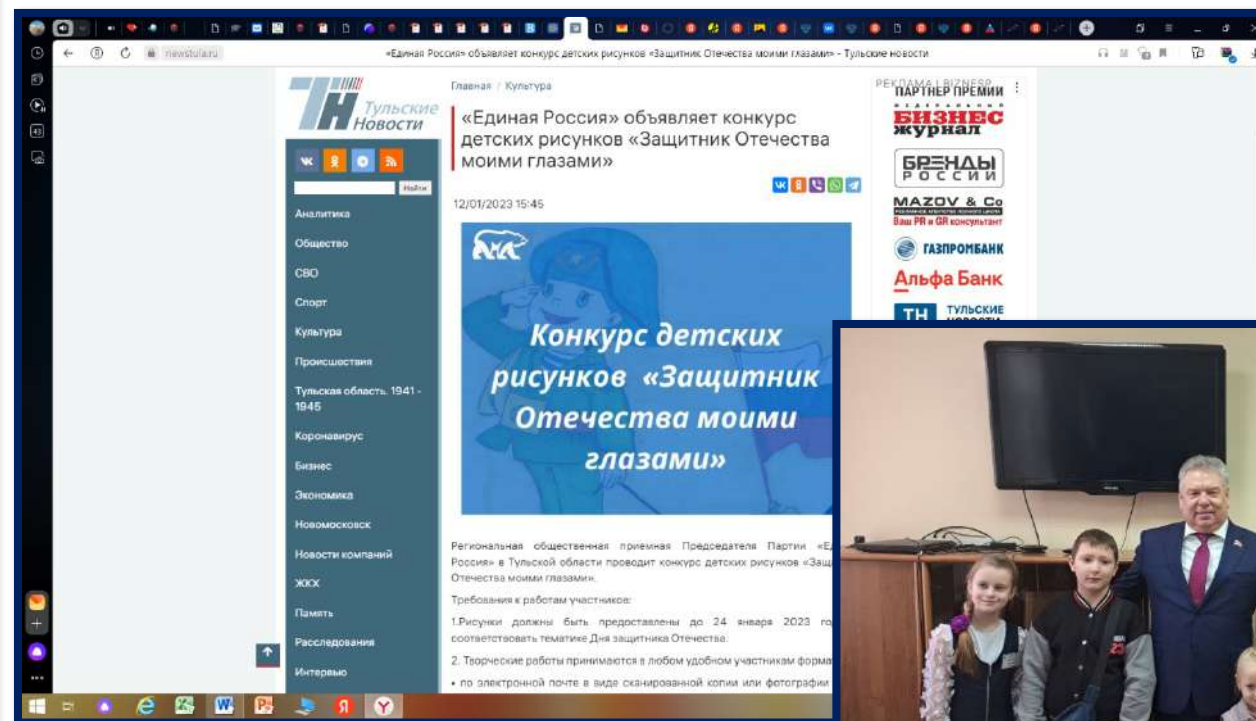 newstula.ru
«Единая Россия» объявляет конкурс детских рисунков «Защитник Отечества моими глазами» - Тульские новости
43
ТН
Тульские
Новости
Найти
Аналитика
Общество
СВО
Спорт
Культура
Происшествия
Тульская область. 1941 -
1945
Коронавирус
Бизнес
Экономика
Новомосковск
Новости компаний
ЖКХ
Память
Расследования
Интервью
Главная / Культура
«Единая Россия» объявляет конкурс
детских рисунков «Защитник Отечества
моими глазами»
12/01/2023 15:45
Конкурс детских
рисунков «Защитник
Отечества моими
глазами»
Региональная общественная приемная Председателя Партии
Россия» в Тульской области проводит конкурс детских рисунков
Отечества моими глазами».
Требования к работам участников:
1.Рисунки должны быть предоставлены до 24 января 2023
соответствовать тематике Дня защитника Отечества.
2. Творческие работы принимаются в любом удобном участникам
• по электронной почте в виде сканированной копии или фотографии
РЕКЛАМА
ПАРТНЕР ПРЕМИИ
ФЕДЕРАЛЬНЫЙ
БИЗНЕС
журнал
БРЕНДЫ
РОССИИ
MAZOV & Co
Ваш PR и GR консультант
ГАЗПРОМБАНК
Альфа Банк
ТН ТУЛЬСКИЕ
НОВОСТИ
23